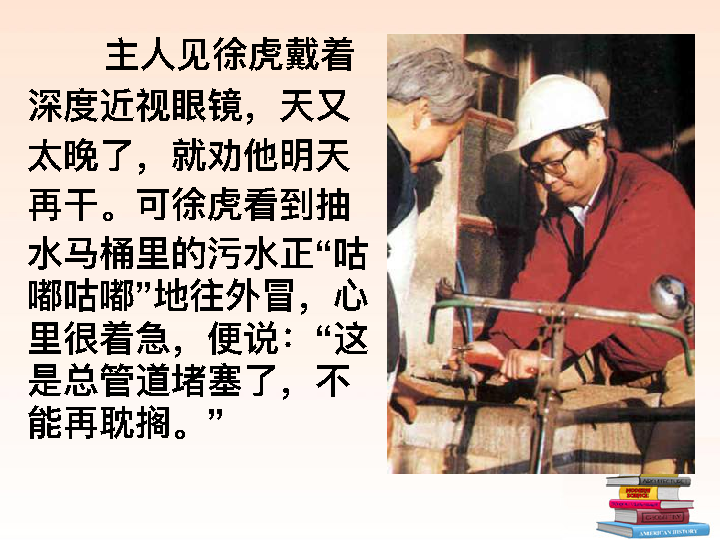 主人见徐虎戴着
深度近视眼镜，天又
太晚了，就劝他明天
再干。可徐虎看到抽
水马桶里的污水正“咕
嘟咕嘟”地往外冒，心
里很着急，便说：“这
是总管道堵塞了，不
能再耽搁。”
AMERICAN HISTORY